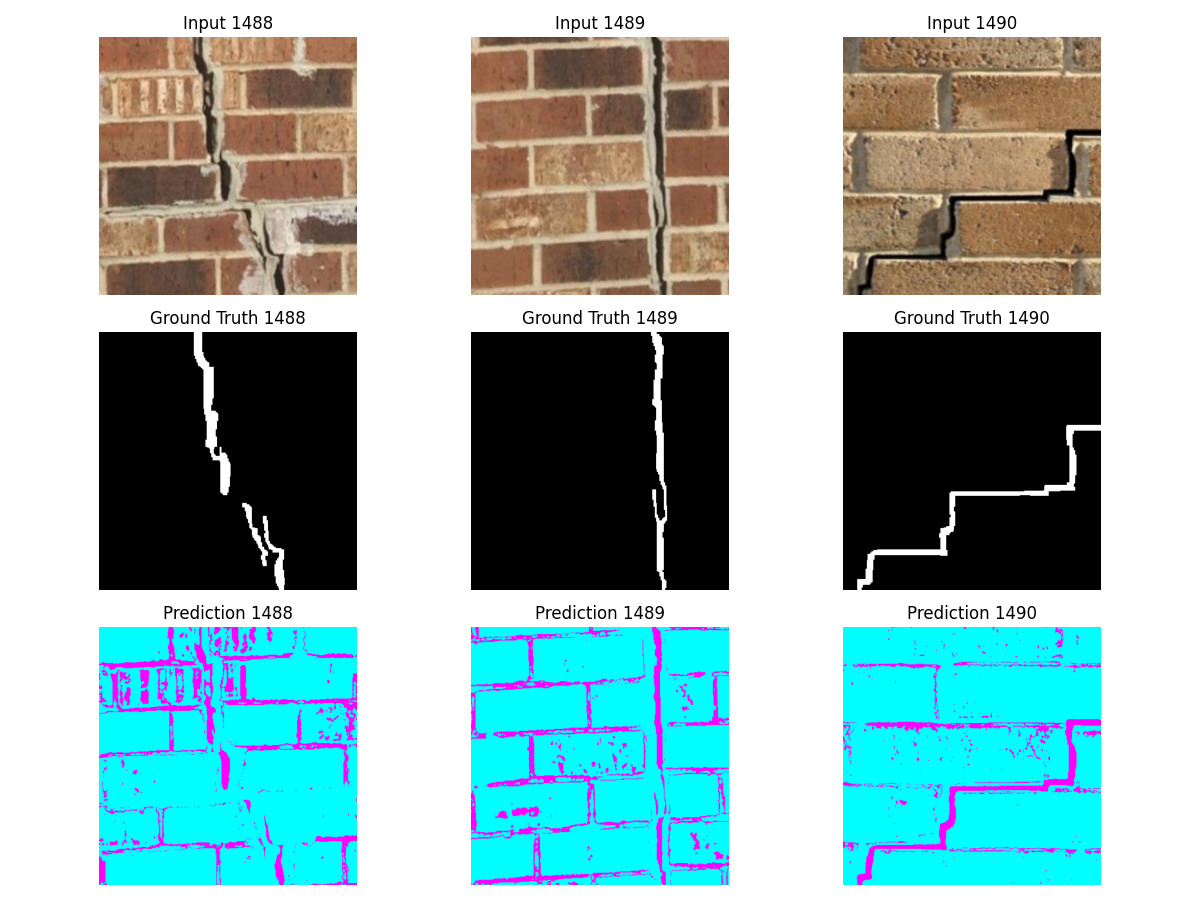 Input 1488
Input 1489
Input 1490
Ground Truth 1488
Ground Truth 1489
Ground Truth 1490
Prediction 1488
Prediction 1489
Prediction 1490